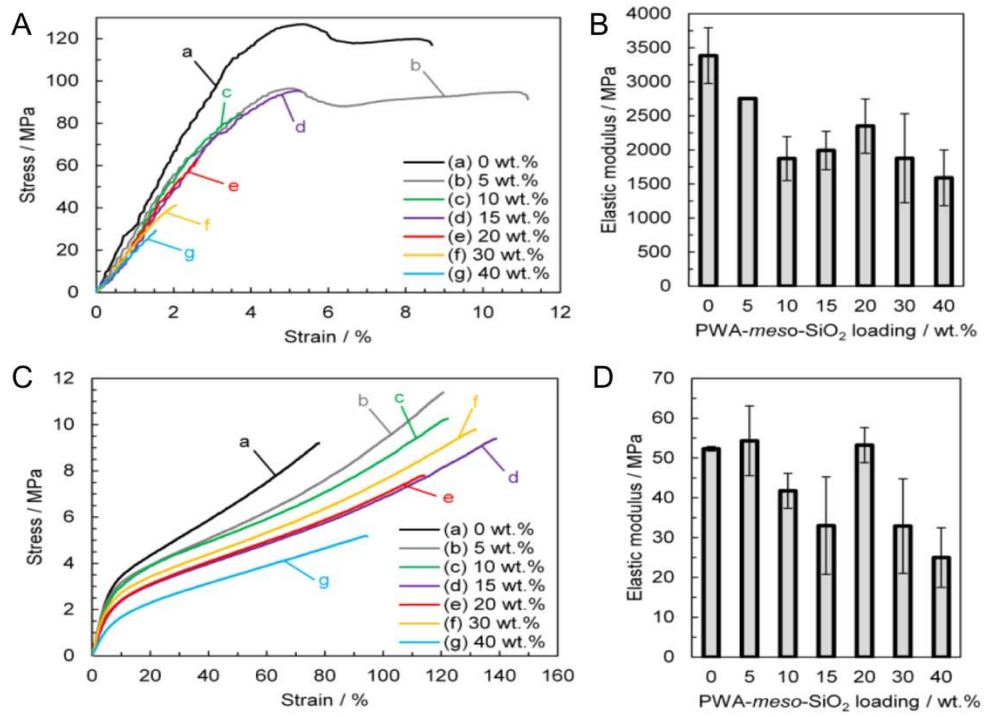 A
120
100
80
60
40
20
0
Stress / MPa
0 2 4 6 8 10 12
Strain / %
a
b
c
d
e
f
g
(a) 0 wt.%
(b) 5 wt.%
(c) 10 wt.%
(d) 15 wt.%
(e) 20 wt.%
(f) 30 wt.%
(g) 40 wt.%
B
4000
3500
3000
2500
2000
1500
1000
500
0
Elastic modulus / MPa
0 5 10 15 20 30 40
PWA-meso-SiO₂ loading / wt.%
C
12
10
8
6
4
2
0
Stress / MPa
0 20 40 60 80 100 120 140 160
Strain / %
a
b
c
f
d
e
g
(a) 0 wt.%
(b) 5 wt.%
(c) 10 wt.%
(d) 15 wt.%
(e) 20 wt.%
(f) 30 wt.%
(g) 40 wt.%
D
70
60
50
40
30
20
10
0
Elastic modulus / MPa
0 5 10 15 20 30 40
PWA-meso-SiO₂ loading / wt.%